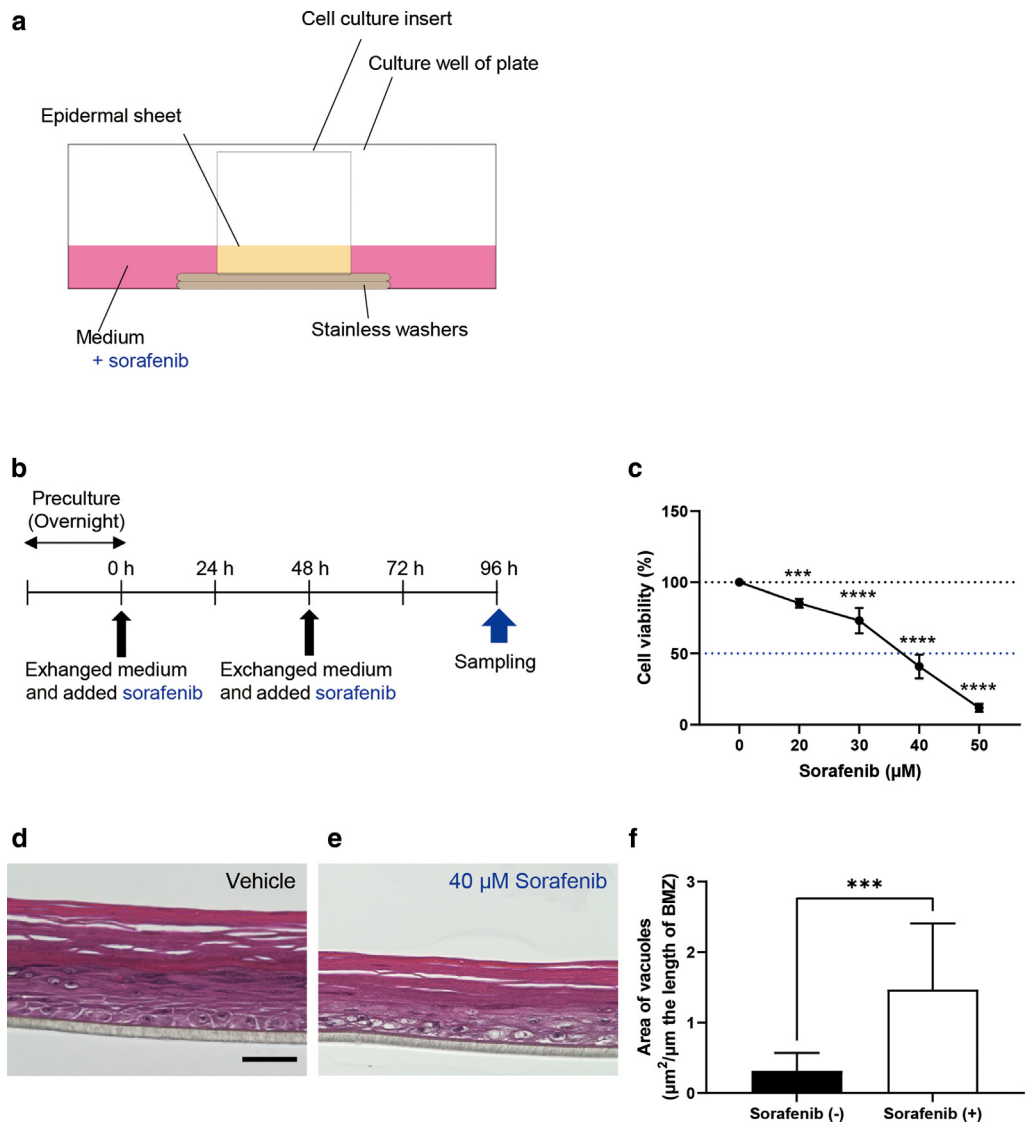 a
Cell culture insert
Culture well of plate
Epidermal sheet
Stainless washers
Medium
+ sorafenib
b
Preculture
(Overnight)
0 h
24 h
48 h
72 h
96 h
Exhanged medium
and added sorafenib
Exchanged medium
and added sorafenib
Sampling
c
150
100
50
0
Cell viability (%)
***
****
****
****
0
20
30
40
50
Sorafenib (µM)
d
Vehicle
e
40 µM Sorafenib
f
3
2
1
0
Area of vacuoles
(µm²/µm the length of BMZ)
***
Sorafenib (-)
Sorafenib (+)